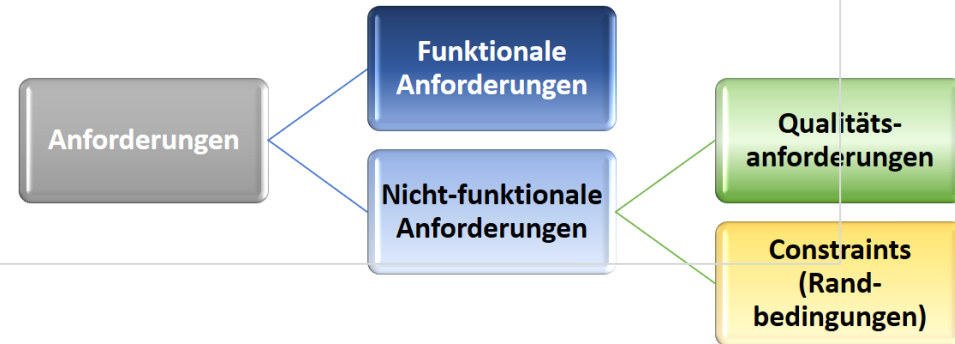 Anforderungen
Funktionale
Anforderungen
Nicht-funktionale
Anforderungen
Qualitäts-
anforderungen
Constraints
(Rand-
bedingungen)